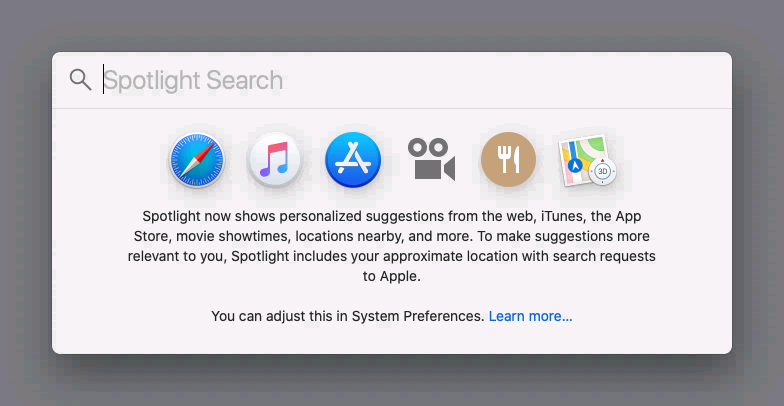 Spotlight Search
3D
Spotlight now shows personalized suggestions from the web, iTunes, the App
Store, movie showtimes, locations nearby, and more. To make suggestions more
relevant to you, Spotlight includes your approximate location with search requests
to Apple.
You can adjust this in System Preferences. Learn more...